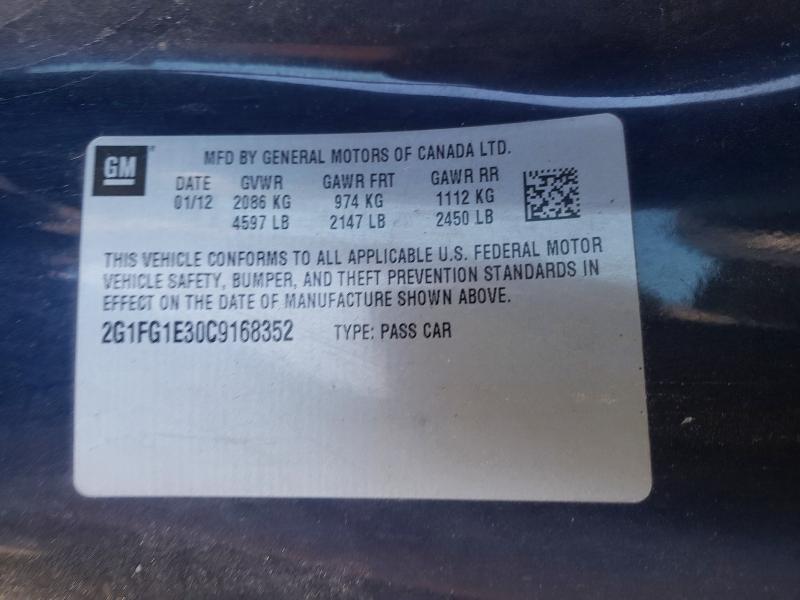 GM
MFD BY GENERAL MOTORS OF CANADA LTD.
DATE GVWR GAWR FRT GAWR RR
01/12 2086 KG 974 KG 1112 KG
4597 LB 2147 LB 2450 LB
THIS VEHICLE CONFORMS TO ALL APPLICABLE U.S. FEDERAL MOTOR
VEHICLE SAFETY, BUMPER, AND THEFT PREVENTION STANDARDS IN
EFFECT ON THE DATE OF MANUFACTURE SHOWN ABOVE.
2G1FG1E30C9168352 TYPE: PASS CAR